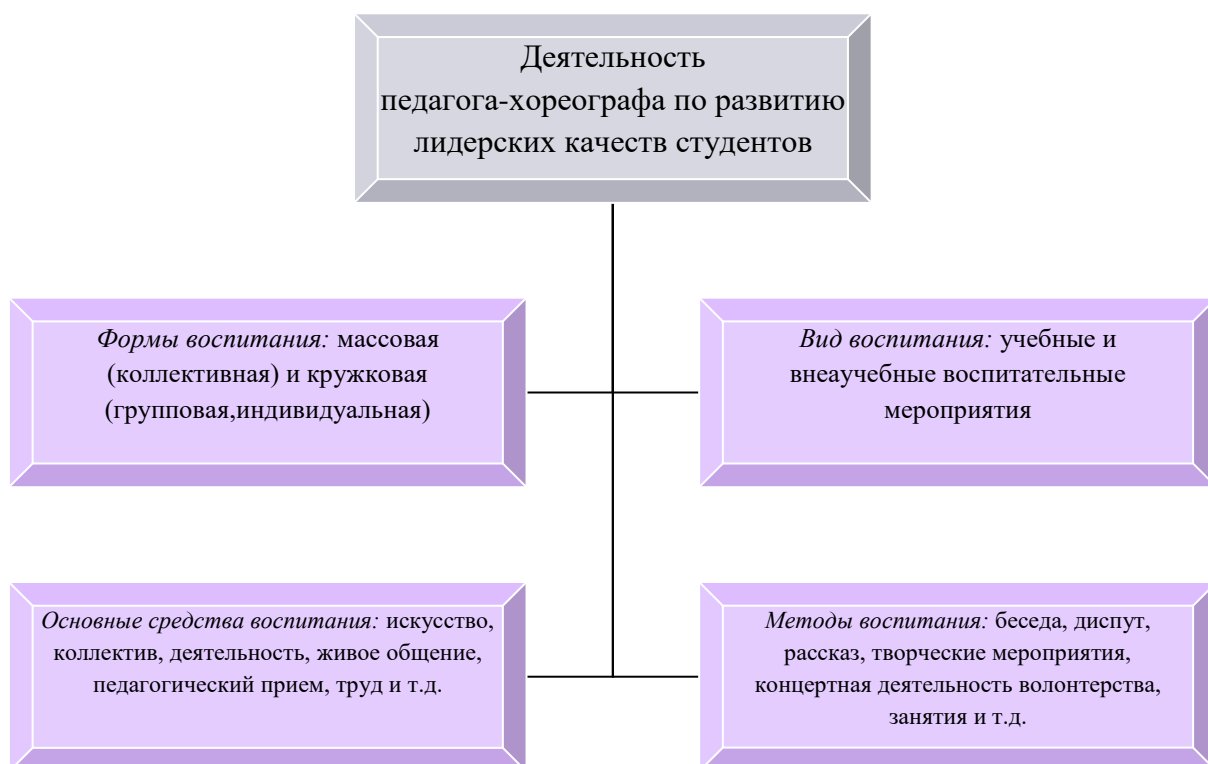 Деятельность
педагога-хореографа по развитию
лидерских качеств студентов
Формы воспитания: массовая
(коллективная) и кружковая
(групповая,индивидуальная)
Вид воспитания: учебные и
внеаучебные воспитательные
мероприятия
Основные средства воспитания: искусство,
коллектив, деятельность, живое общение,
педагогический прием, труд и т.д.
Методы воспитания: беседа, диспут,
рассказ, творческие мероприятия,
концертная деятельность волонтерства,
занятия и т.д.